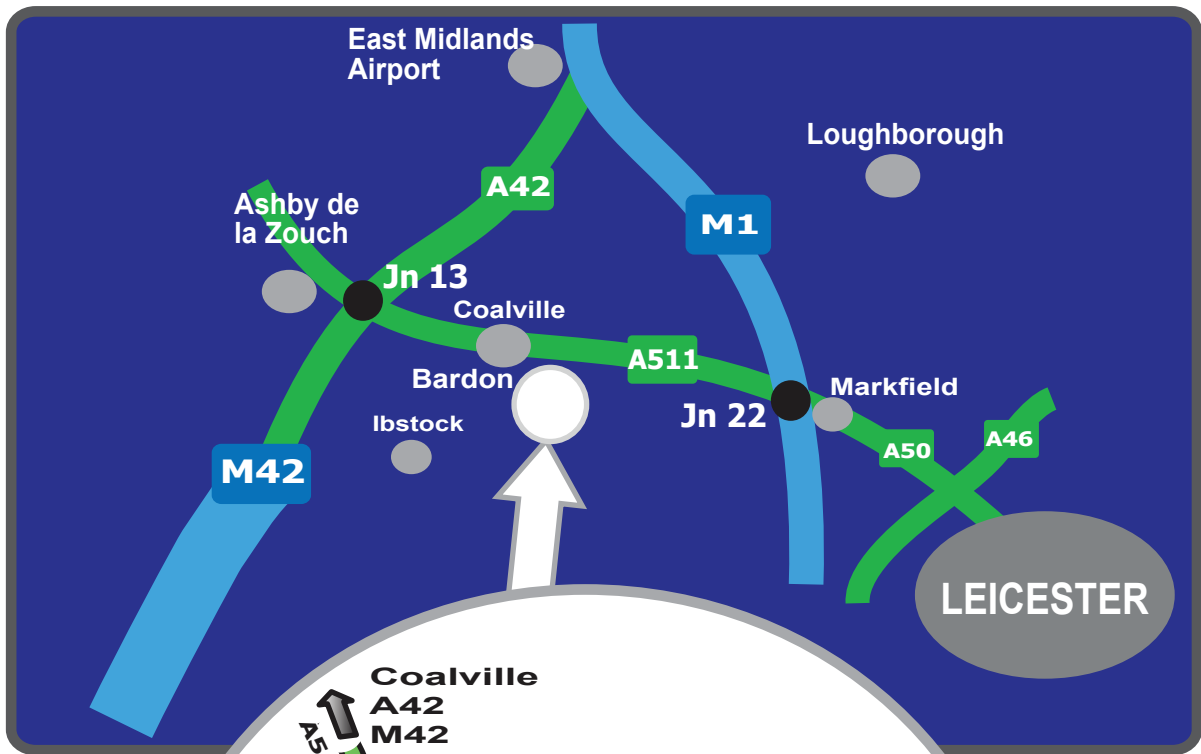 East Midlands
Airport
Loughborough
A42
Ashby de
la Zouch
M1
Jn 13
Coalville
A511
Bardon
Markfield
Jn 22
Ibstock
A50
A46
M42
LEICESTER
Coalville
A42
M42
A5